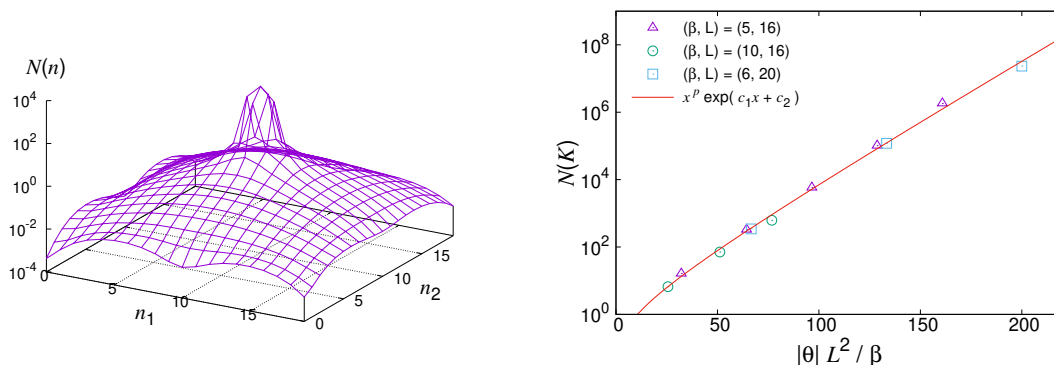 N(n)
10^4
10^2
10^0
10^-2
10^-4
0
5
10
15
n_1
0
5
10
15
n_2
N(K)
10^8
10^6
10^4
10^2
10^0
(β, L) = (5, 16)
(β, L) = (10, 16)
(β, L) = (6, 20)
x^p exp( c_1x + c_2 )
0 50 100 150 200
|θ| L^2 / β